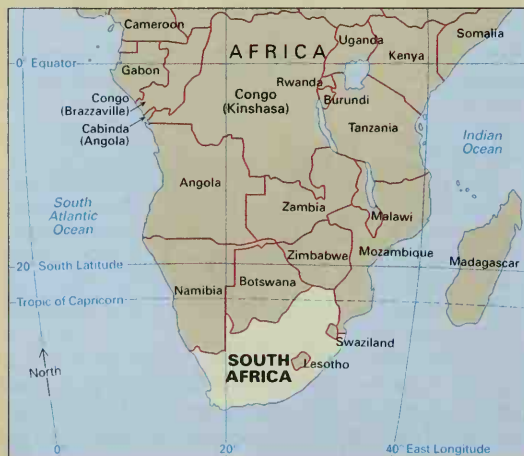 Cameroon
AFRICA
Uganda
Somalia
Kenya
0° Equator
Gabon
Rwanda
Congo
(Brazzaville)
Congo
(Kinshasa)
Burundi
Cabinda
(Angola)
Tanzania
Indian
Ocean
South
Atlantic
Ocean
Angola
Zambia
Malawi
Zimbabwe
Mozambique
Madagascar
20° South Latitude
Namibia
Botswana
Tropic of Capricorn
Swaziland
SOUTH
AFRICA
Lesotho
North
0°
20°
40° East Longitude